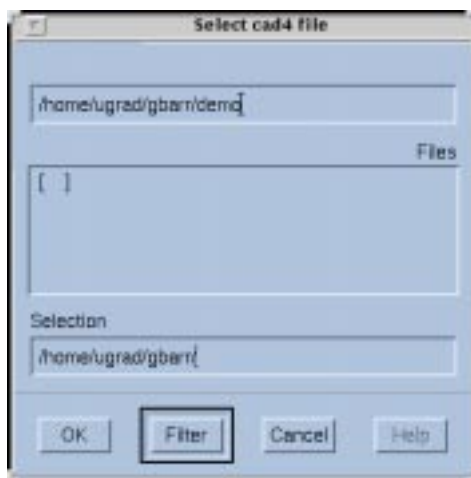 Select cad4 file
/home/ugrad/gbarr/demo
Files
[ ]
Selection
/home/ugrad/gbarr/
OK Filter Cancel Help